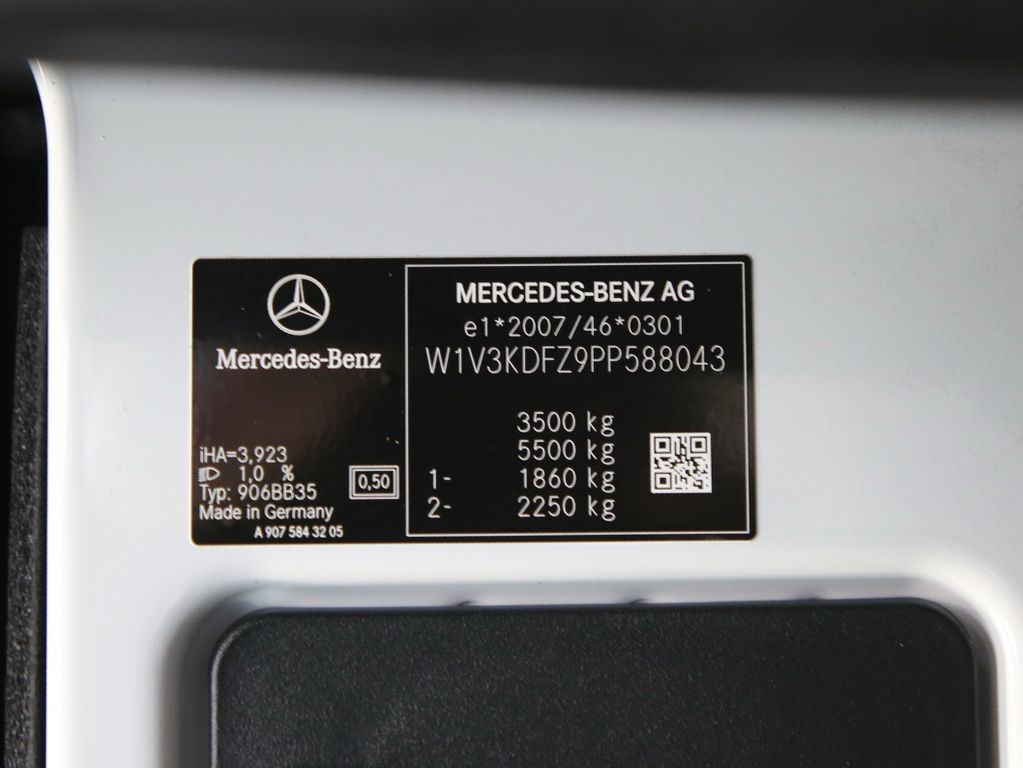 Mercedes-Benz
iHA=3,923
1,0 %
Typ: 906BB35
Made in Germany
A 907 584 32 05
0,50
MERCEDES-BENZ AG
e1*2007/46*0301
W1V3KDFZ9PP588043
3500 kg
5500 kg
1- 1860 kg
2- 2250 kg